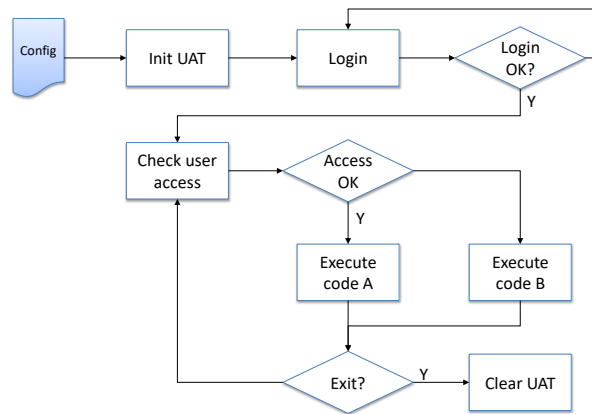 Config
Init UAT
Login
Login
OK?
Y
Check user
access
Access
OK
Y
Execute
code A
Execute
code B
Exit?
Y
Clear UAT